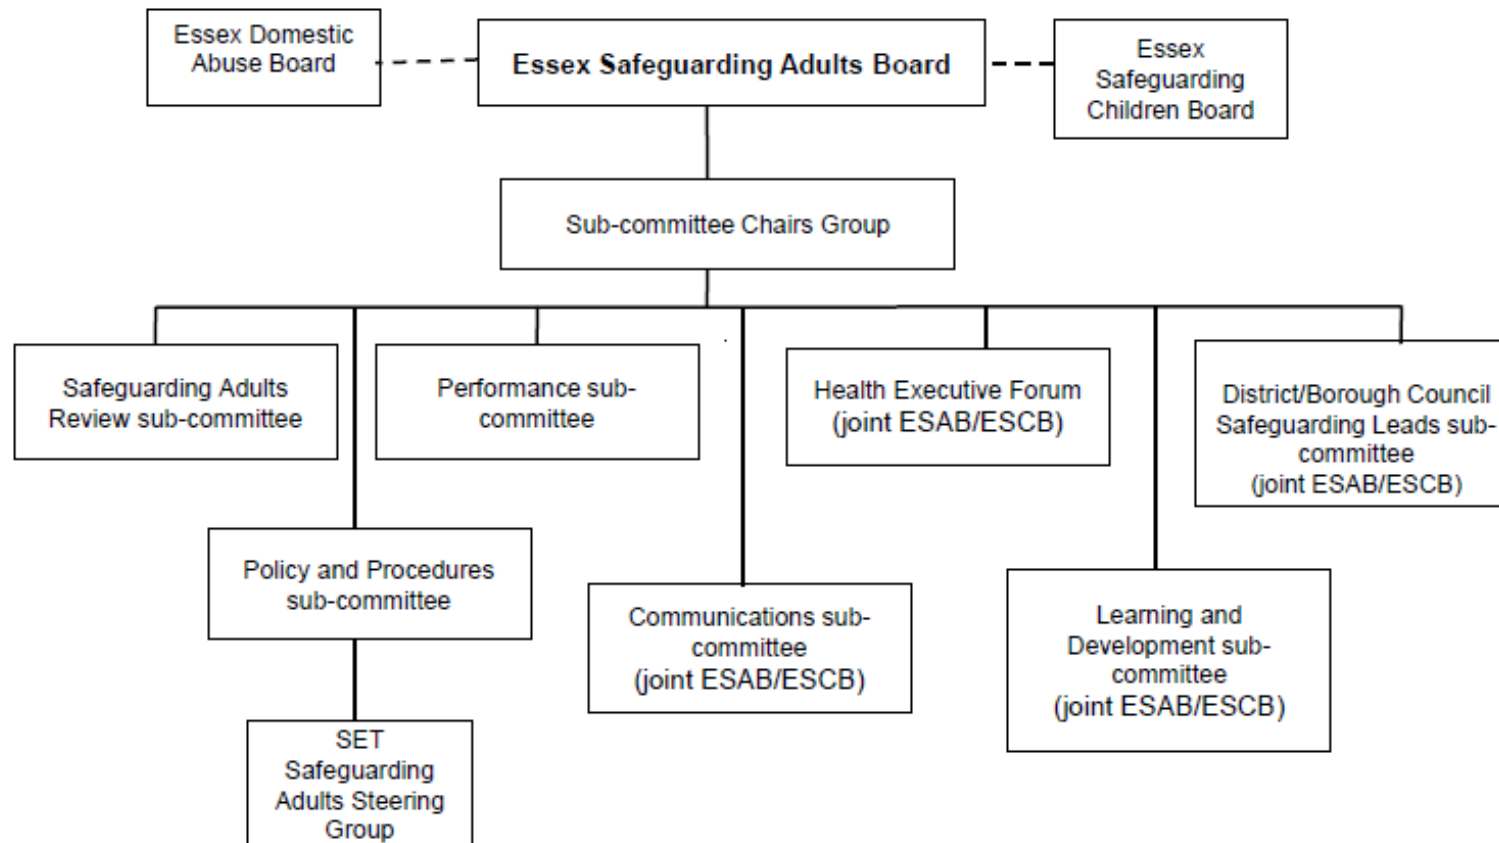 Essex Domestic
Abuse Board
Essex Safeguarding Adults Board
Essex
Safeguarding
Children Board
Sub-committee Chairs Group
Safeguarding Adults
Review sub-committee
Performance sub-
committee
Health Executive Forum
(joint ESAB/ESCB)
District/Borough Council
Safeguarding Leads sub-
committee
(joint ESAB/ESCB)
Policy and Procedures
sub-committee
Communications sub-
committee
(joint ESAB/ESCB)
Learning and
Development sub-
committee
(joint ESAB/ESCB)
SET
Safeguarding
Adults Steering
Group